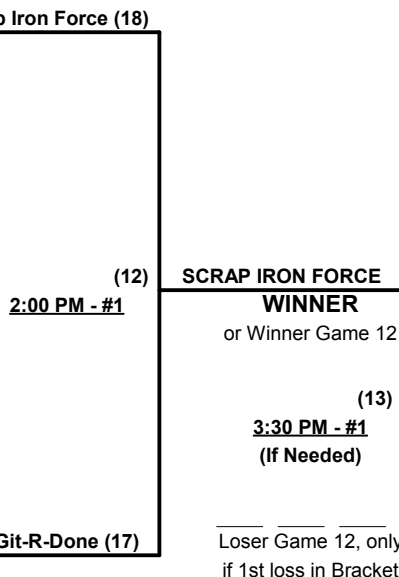 Iron Force (18)
(12)
2:00 PM - #1
SCRAP IRON FORCE
WINNER
or Winner Game 12
(13)
3:30 PM - #1
(If Needed)
Git-R-Done (17)
Loser Game 12, only
if 1st loss in Bracket